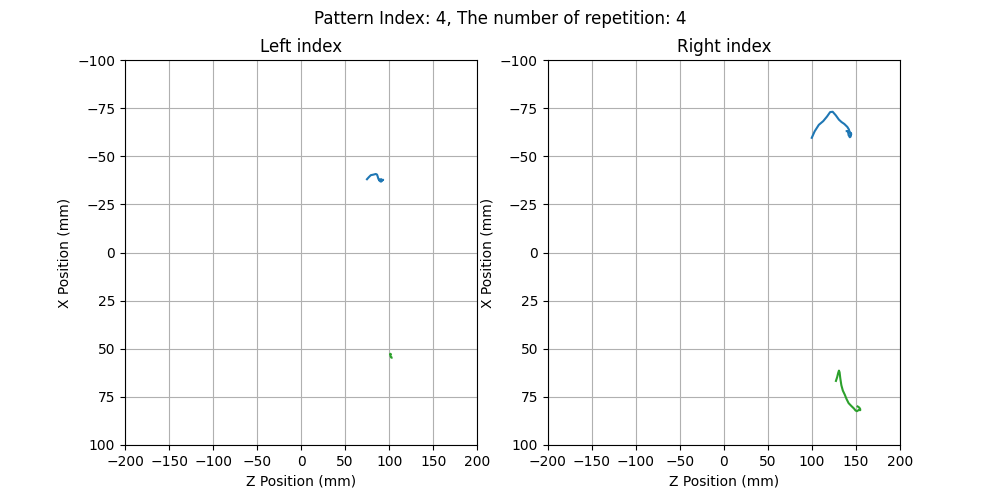 Pattern Index: 4, The number of repetition: 4
Left index
Right index
−100
−75
−50
−25
0
25
50
75
100
X Position (mm)
−200 −150 −100 −50 0 50 100 150 200
Z Position (mm)
−100
−75
−50
−25
0
25
50
75
100
X Position (mm)
−200 −150 −100 −50 0 50 100 150 200
Z Position (mm)